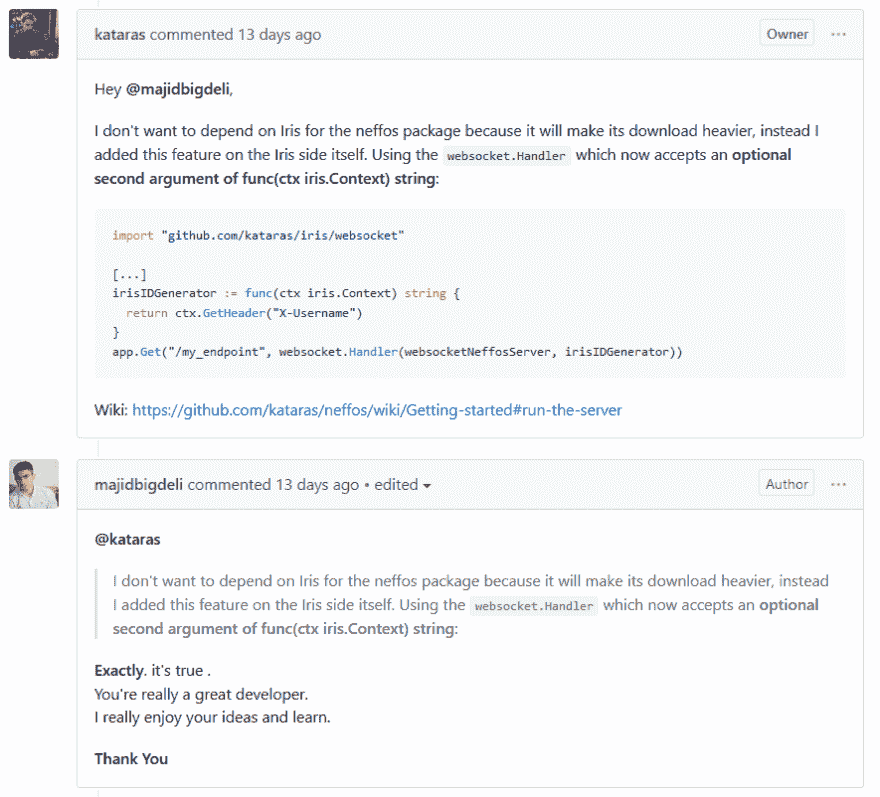 kataras commented 13 days ago Owner ...
Hey @majidbigdeli,
I don't want to depend on Iris for the neffos package because it will make its download heavier, instead I
added this feature on the Iris side itself. Using the websocket.Handler which now accepts an optional
second argument of func(ctx iris.Context) string:
import "github.com/kataras/iris/websocket"
[...]
irisIDGenerator := func(ctx iris.Context) string {
  return ctx.GetHeader("X-Username")
}
app.Get("/my_endpoint", websocket.Handler(websocketNeffosServer, irisIDGenerator))
Wiki: https://github.com/kataras/neffos/wiki/Getting-started#run-the-server
majidbigdeli commented 13 days ago • edited Author ...
@kataras
I don't want to depend on Iris for the neffos package because it will make its download heavier, instead
I added this feature on the Iris side itself. Using the websocket.Handler which now accepts an optional
second argument of func(ctx iris.Context) string:
Exactly. it's true .
You're really a great developer.
I really enjoy your ideas and learn.
Thank You